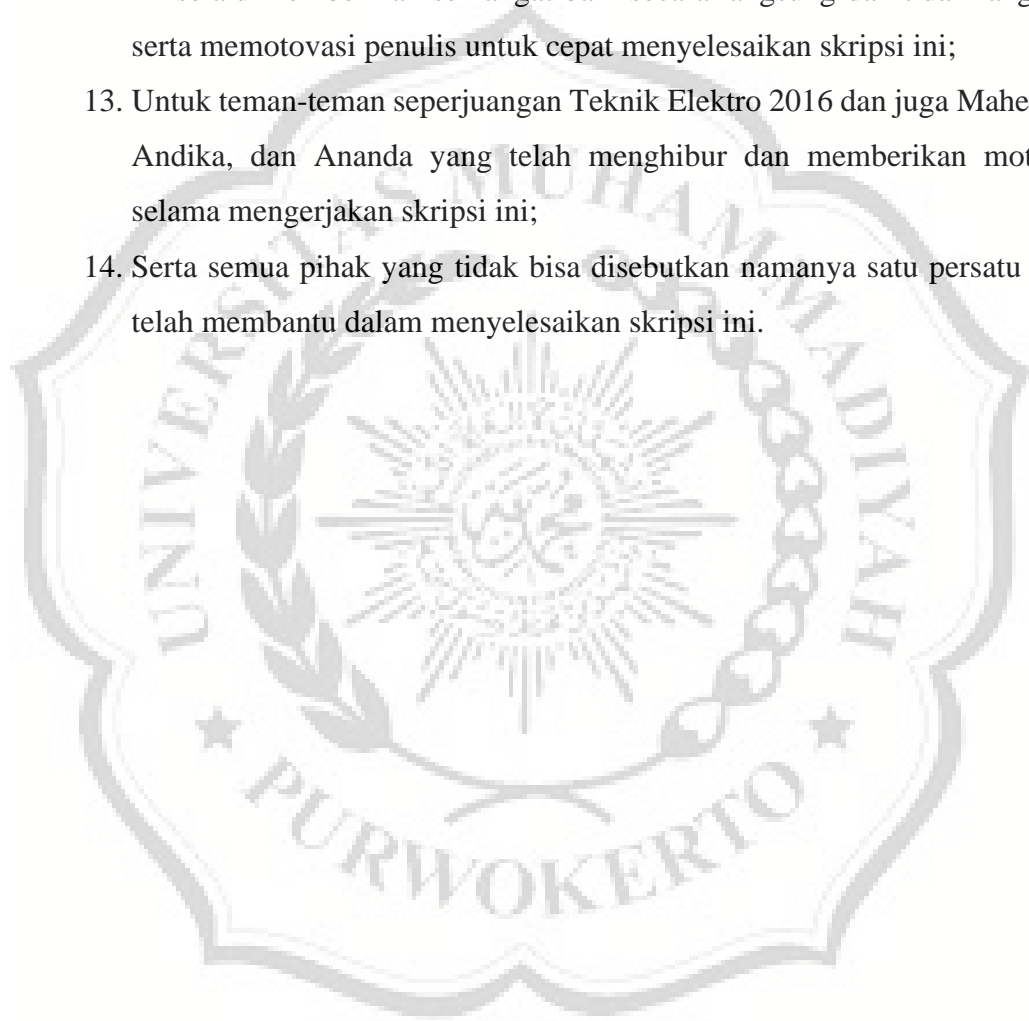 serta memotovasi penulis untuk cepat menyelesaikan skripsi ini;
13. Untuk teman-teman seperjuangan Teknik Elektro 2016 dan juga Mahe
Andika, dan Ananda yang telah menghibur dan memberikan mot
selama mengerjakan skripsi ini;
14. Serta semua pihak yang tidak bisa disebutkan namanya satu persatu
telah membantu dalam menyelesaikan skripsi ini.
UNIVERSITAS MUHAMMADIYAH
PURWOKERTO